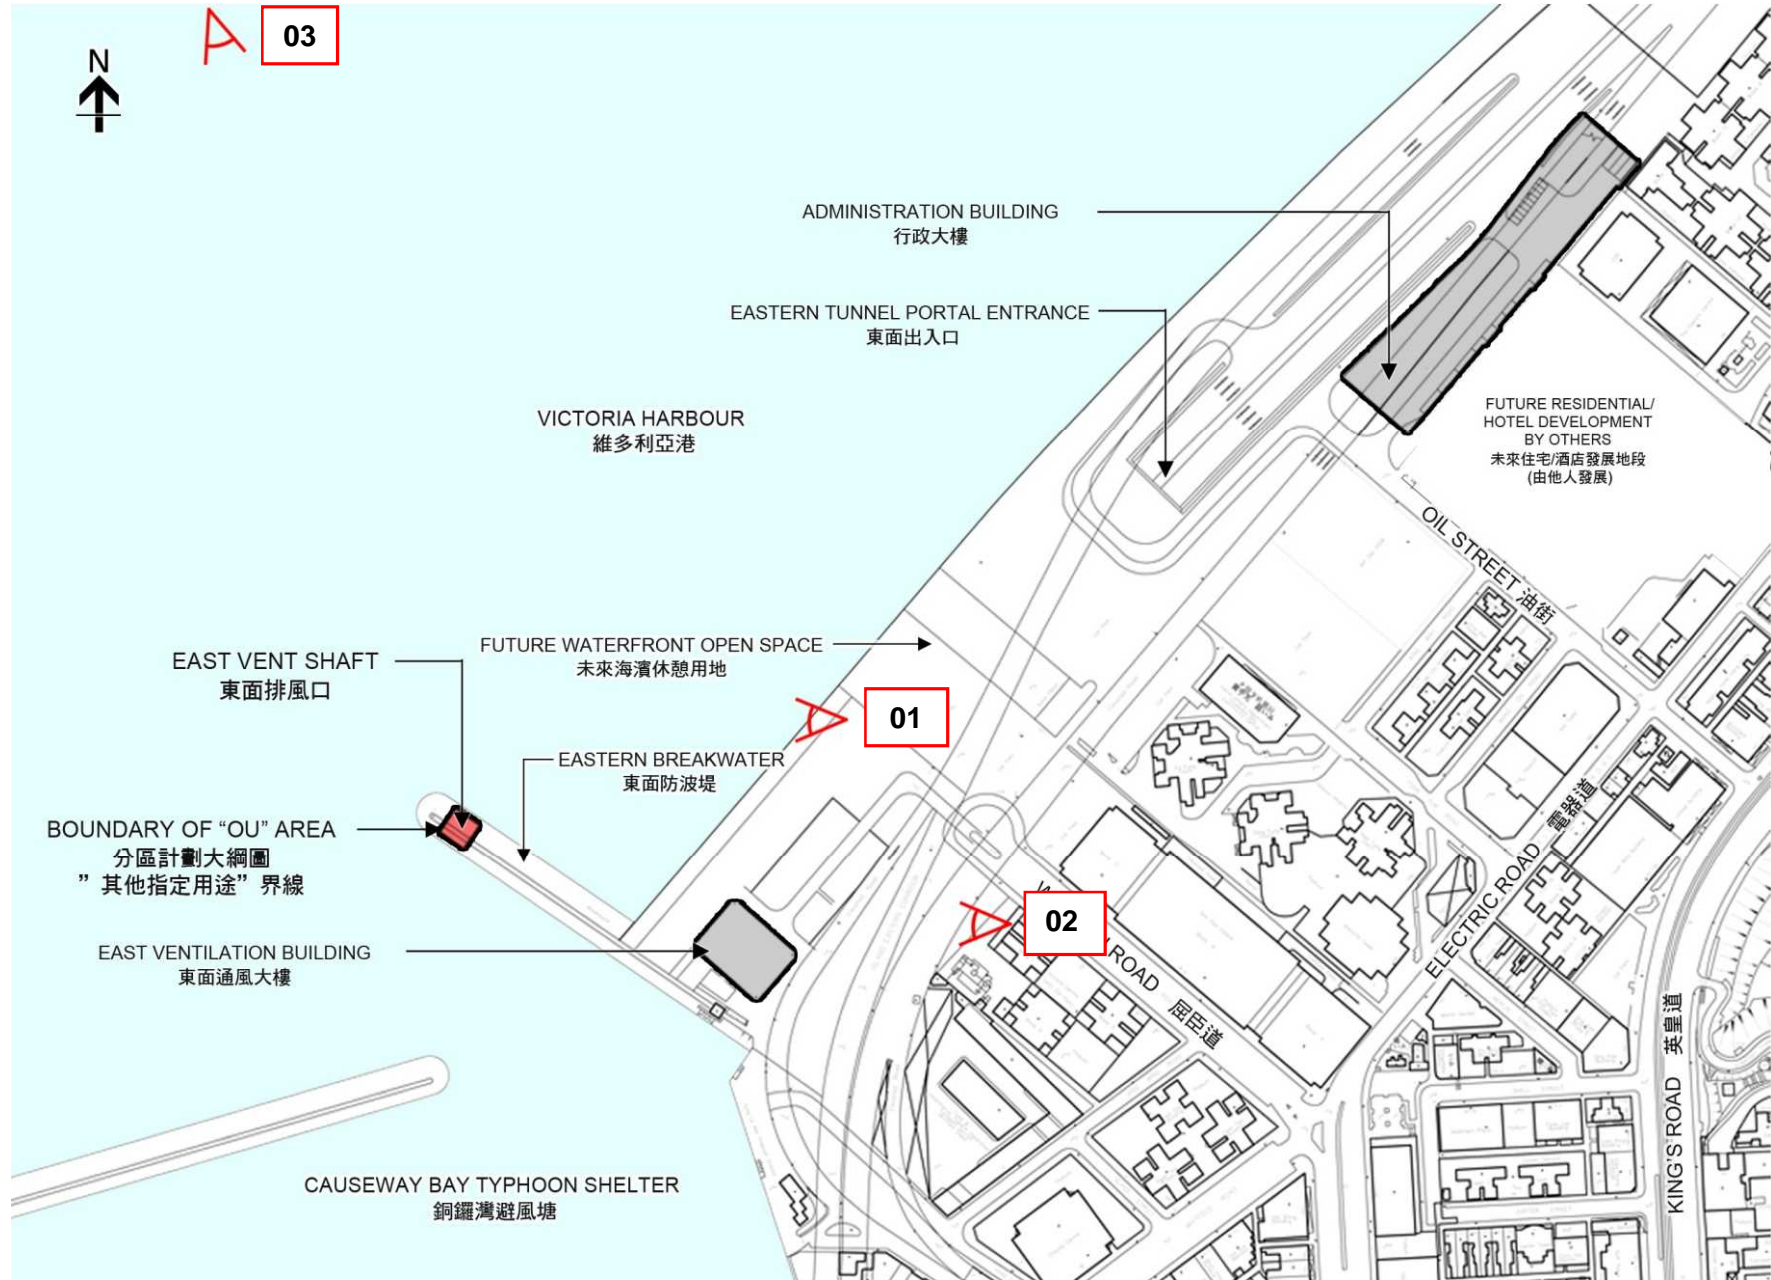 03
N
ADMINISTRATION BUILDING
行政大樓
EASTERN TUNNEL PORTAL ENTRANCE
東面出入口
VICTORIA HARBOUR
維多利亞港
FUTURE RESIDENTIAL/
HOTEL DEVELOPMENT
BY OTHERS
未來住宅/酒店發展地段
(由他人發展)
OIL STREET 油街
FUTURE WATERFRONT OPEN SPACE
未來海濱休憩用地
EAST VENT SHAFT
東面排風口
01
EASTERN BREAKWATER
東面防波堤
BOUNDARY OF “OU” AREA
分區計劃大綱圖
” 其他指定用途” 界線
ELECTRIC ROAD 電器道
02
ROAD 屈臣道
EAST VENTILATION BUILDING
東面通風大樓
KING'S ROAD 英皇道
CAUSEWAY BAY TYPHOON SHELTER
銅鑼灣避風塘